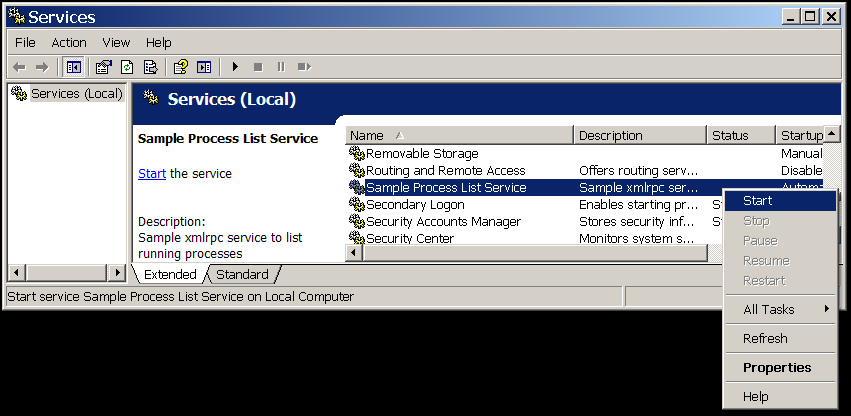 Services
File Action View Help
Services (Local)
Services (Local)
Sample Process List Service
Start the service
Description:
Sample xmlrpc service to list
running processes
Name Description Status Startup
Removable Storage Manual
Routing and Remote Access Offers routing serv... Disable
Sample Process List Service Sample xmlrpc ser... Automa
Secondary Logon Enables starting pr...
Security Accounts Manager Stores security inf...
Security Center Monitors system s...
Extended Standard
Start service Sample Process List Service on Local Computer
Start
Stop
Pause
Resume
Restart
All Tasks
Refresh
Properties
Help